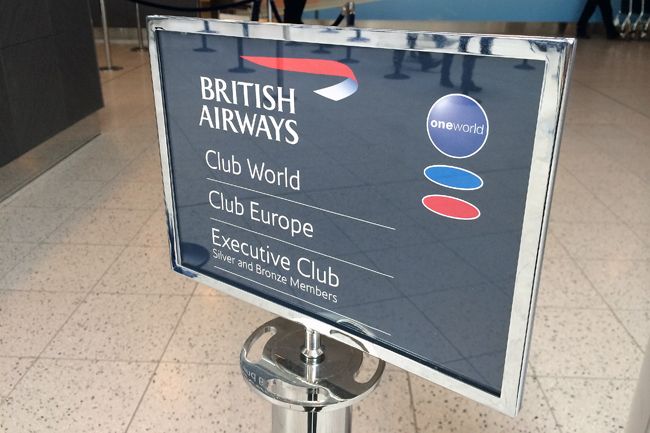 BRITISH
AIRWAYS
oneworld
Club World
Club Europe
Executive Club
Silver and Bronze Members